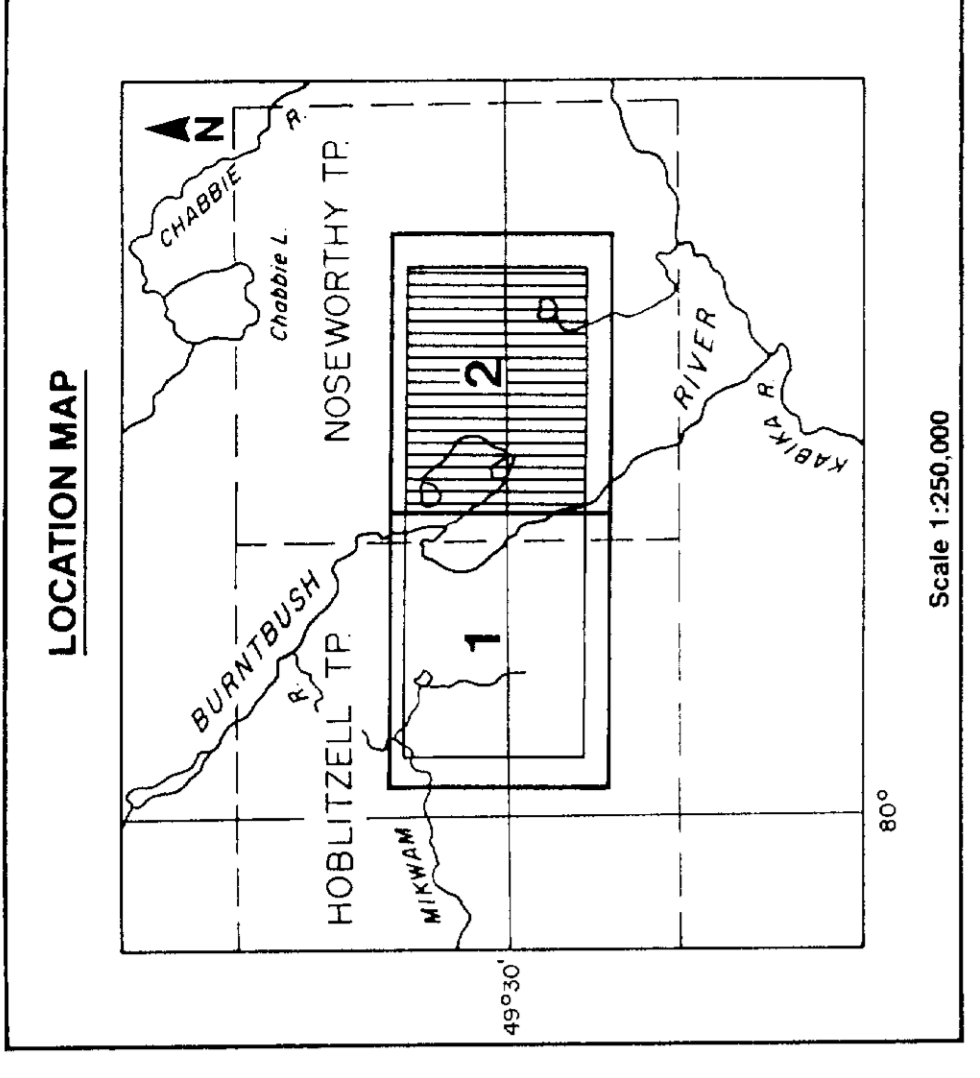 LOCATION MAP
N
CHABBIE
R.
Chabbie L.
NOSEWORTHY TP.
BURNTBUSH
R.
HOBLITZELL TP.
MIKWAM
1
2
RIVER
KABIKA R.
49°30'
80°
Scale 1:250,000